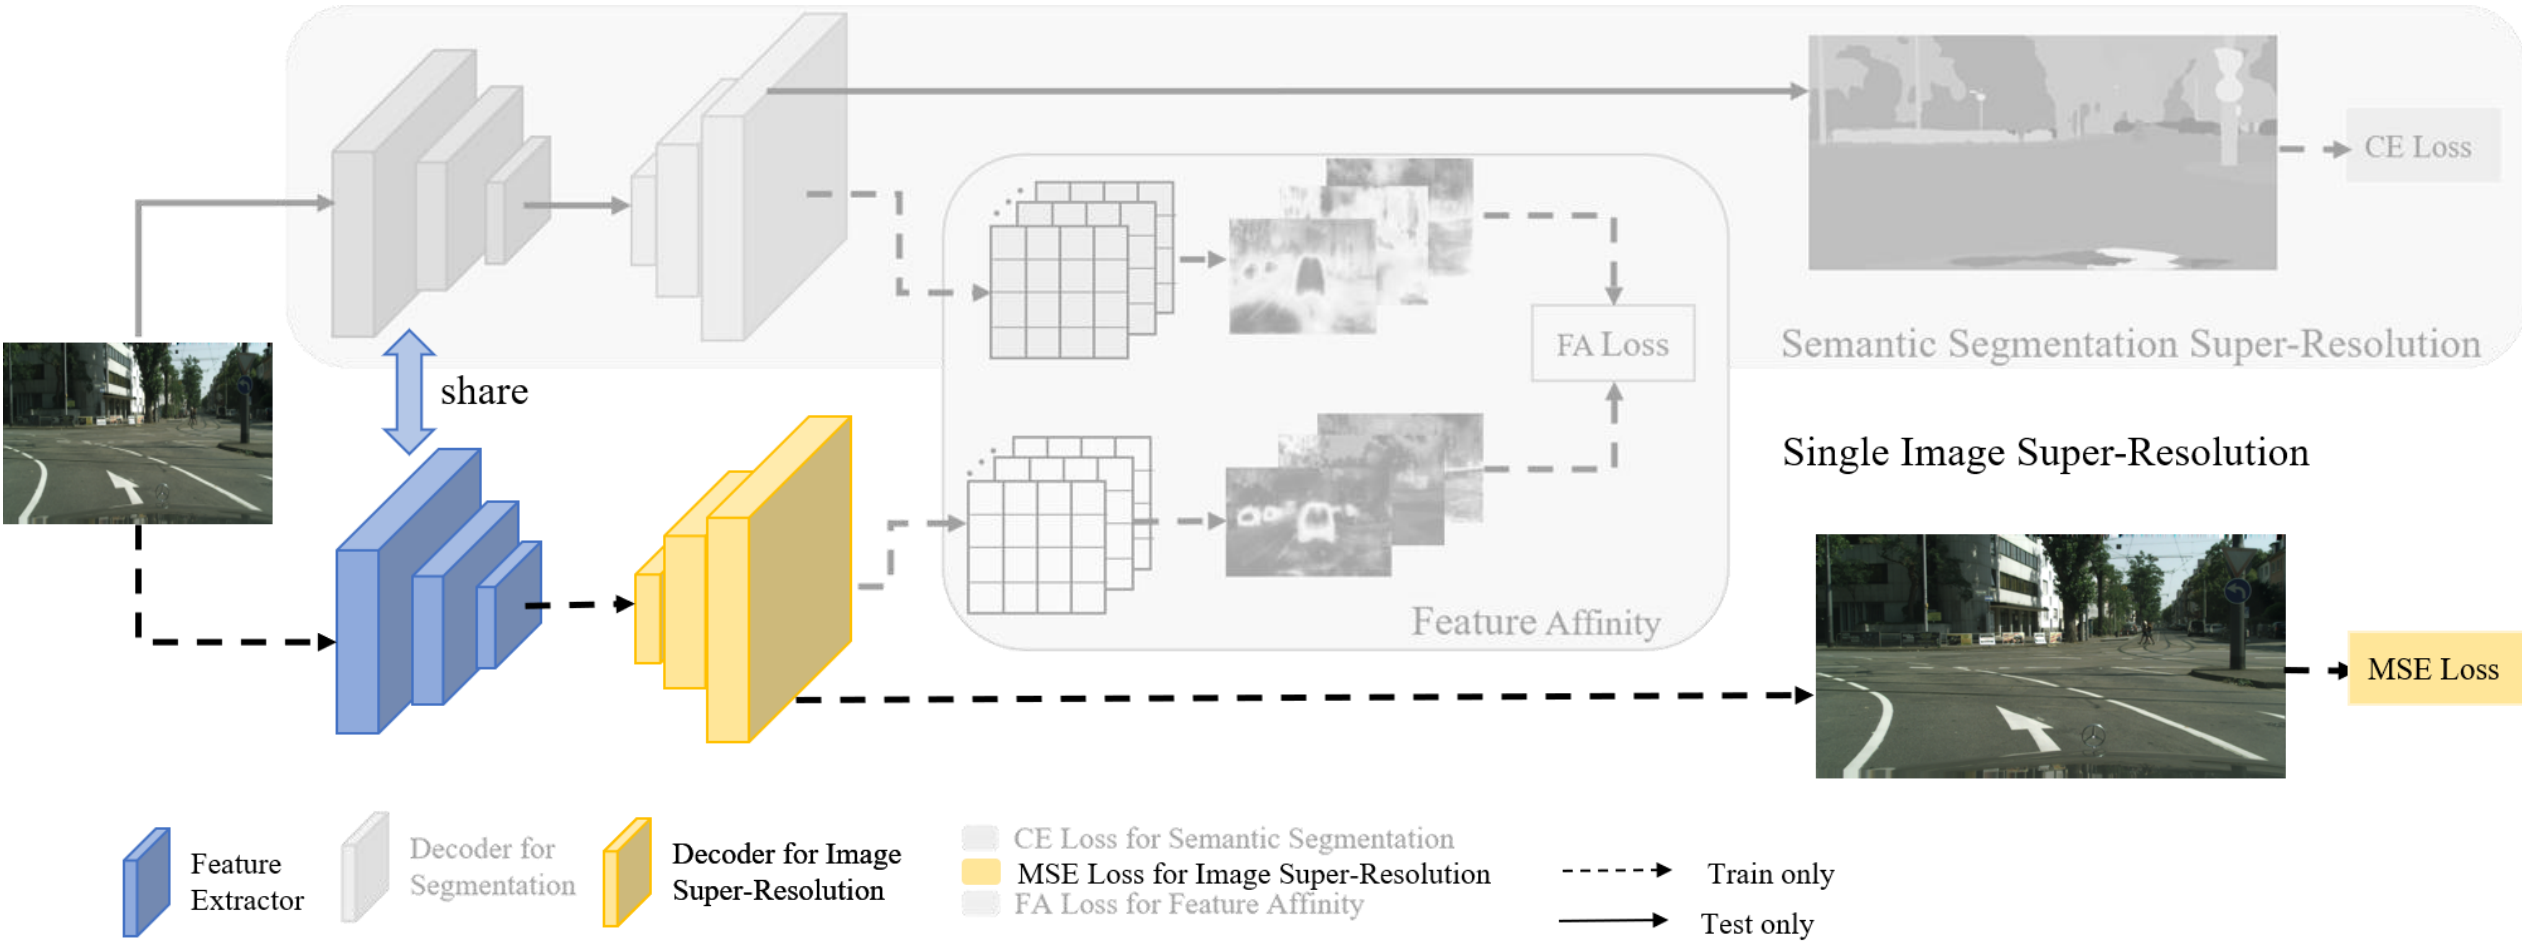 CE Loss
FA Loss
Semantic Segmentation Super-Resolution
share
Single Image Super-Resolution
Feature Affinity
MSE Loss
Feature
Extractor
Decoder for
Segmentation
Decoder for Image
Super-Resolution
CE Loss for Semantic Segmentation
MSE Loss for Image Super-Resolution
FA Loss for Feature Affinity
Train only
Test only